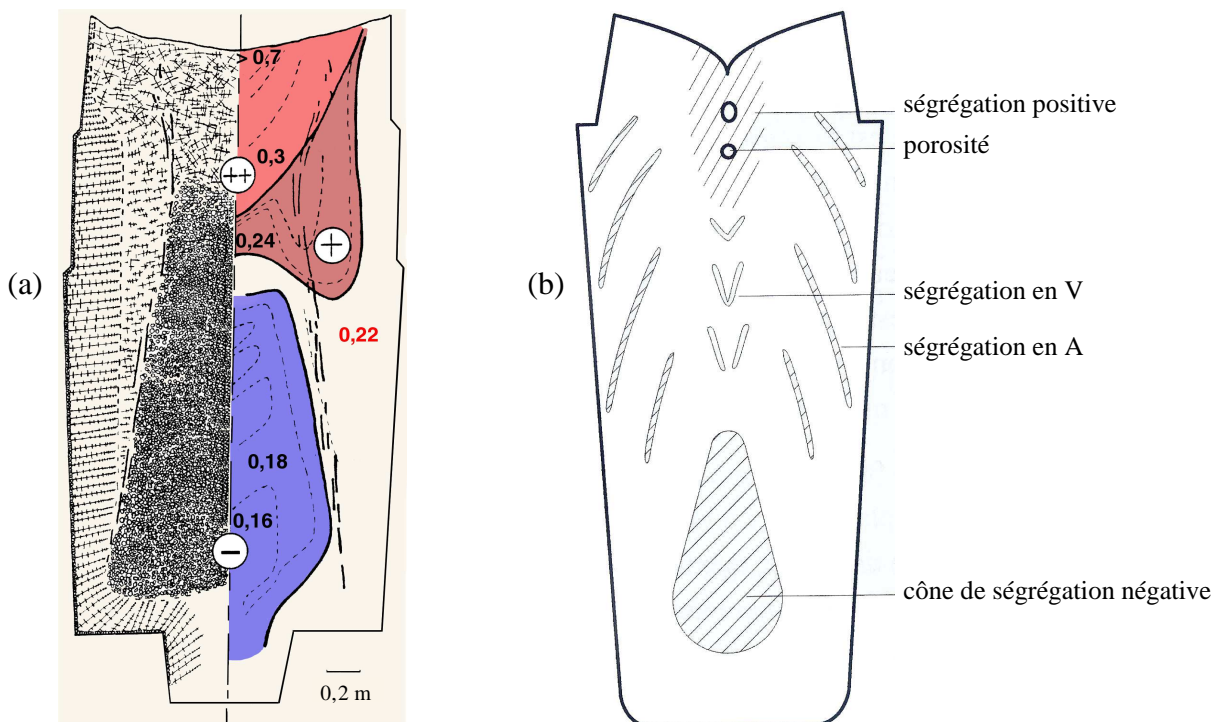 (a)
> 0,7
0,3
++
0,24
+
0,22
0,18
0,16
−
0,2 m
(b)
ségrégation positive
porosité
ségrégation en V
ségrégation en A
cône de ségrégation négative